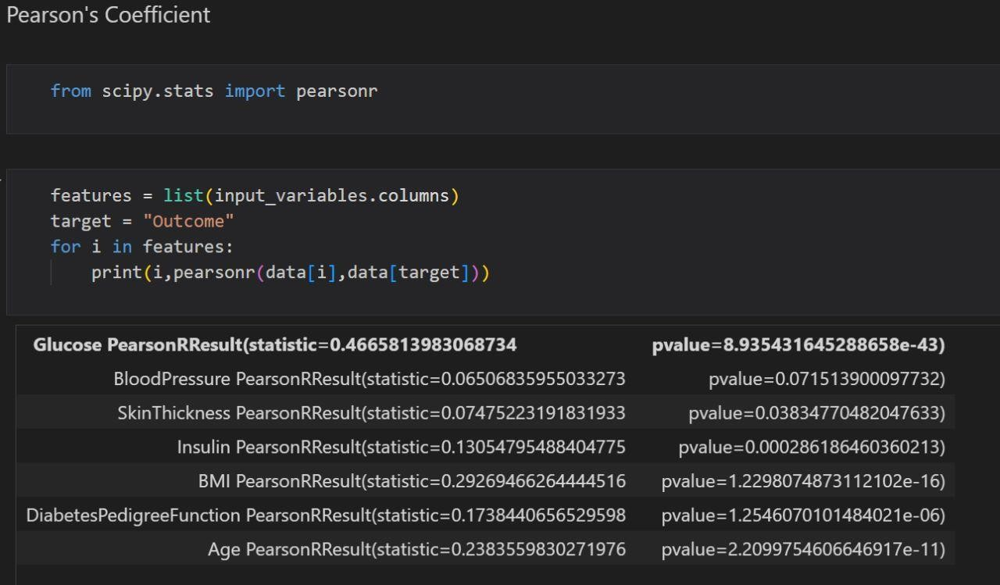 Pearson's Coefficient
from scipy.stats import pearsonr
features = list(input_variables.columns)
target = "Outcome"
for i in features:
print(i,pearsonr(data[i],data[target]))
Glucose PearsonRResult(statistic=0.4665813983068734 pvalue=8.935431645288658e-43)
BloodPressure PearsonRResult(statistic=0.06506835955033273 pvalue=0.071513900097732)
SkinThickness PearsonRResult(statistic=0.07475223191831933 pvalue=0.03834770482047633)
Insulin PearsonRResult(statistic=0.13054795488404775 pvalue=0.000286186460360213)
BMI PearsonRResult(statistic=0.29269466264444516 pvalue=1.2298074873112102e-16)
DiabetesPedigreeFunction PearsonRResult(statistic=0.1738440656529598 pvalue=1.2546070101484021e-06)
Age PearsonRResult(statistic=0.2383559830271976 pvalue=2.2099754606646917e-11)